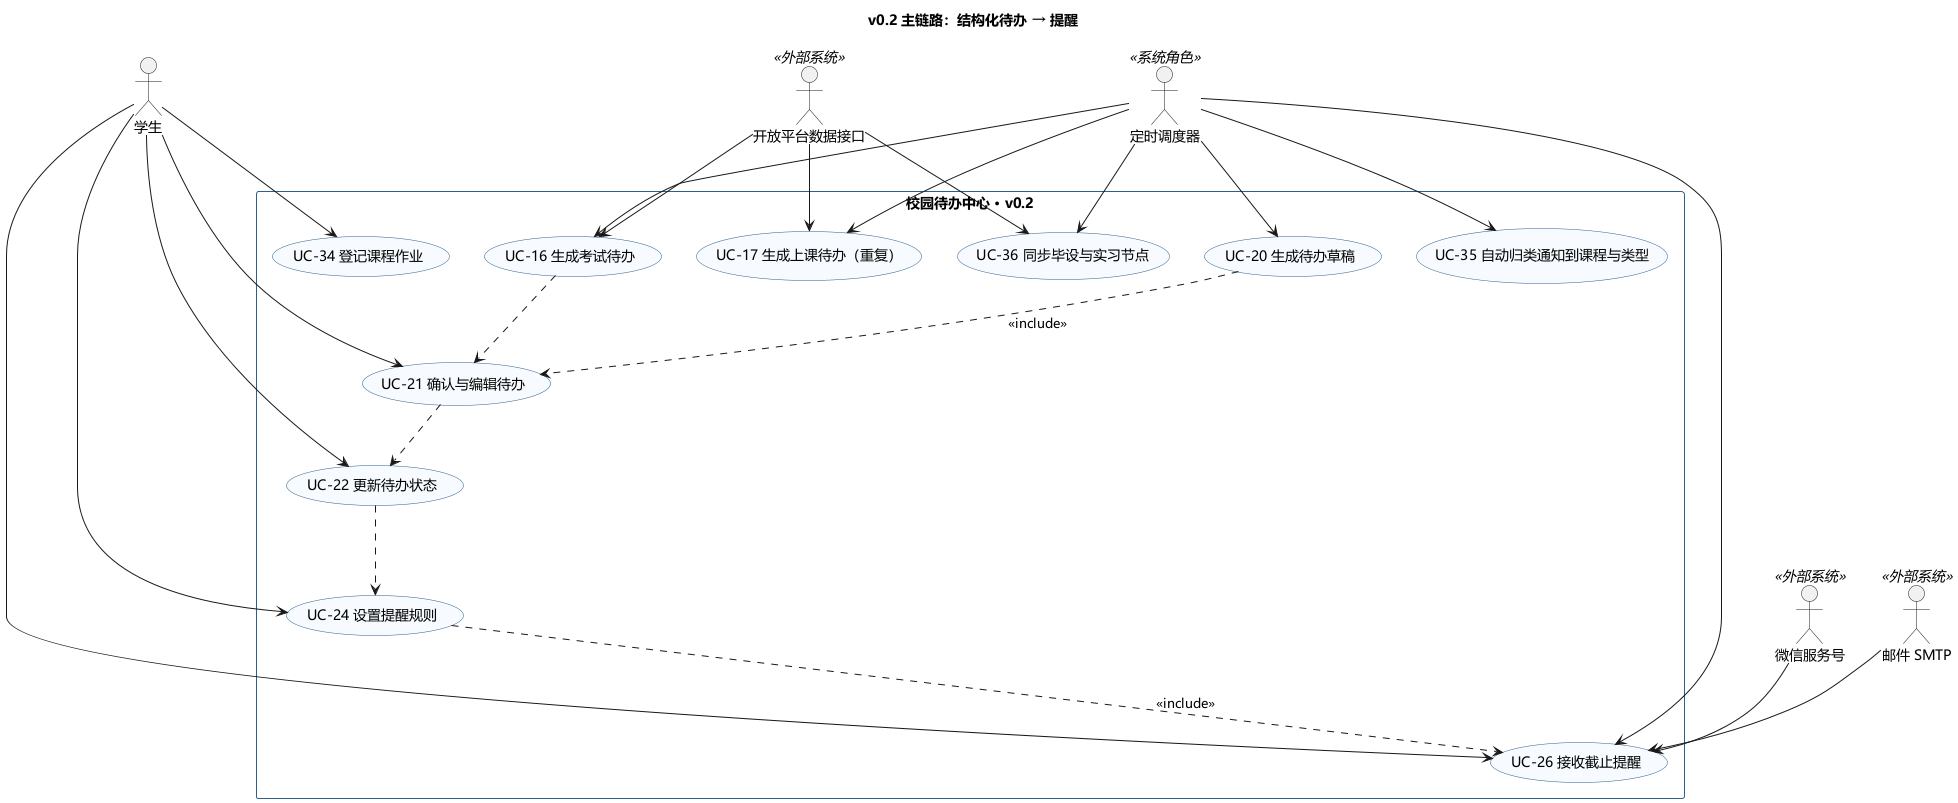 v0.2 主链路：结构化待办 → 提醒
«外部系统»
«系统角色»
学生
开放平台数据接口
定时调度器
校园待办中心 • v0.2
UC-34 登记课程作业
UC-16 生成考试待办
UC-17 生成上课待办（重复）
UC-36 同步毕设与实习节点
UC-20 生成待办草稿
UC-35 自动归类通知到课程与类型
«include»
UC-21 确认与编辑待办
UC-22 更新待办状态
«外部系统»
«外部系统»
UC-24 设置提醒规则
微信服务号
邮件 SMTP
«include»
UC-26 接收截止提醒